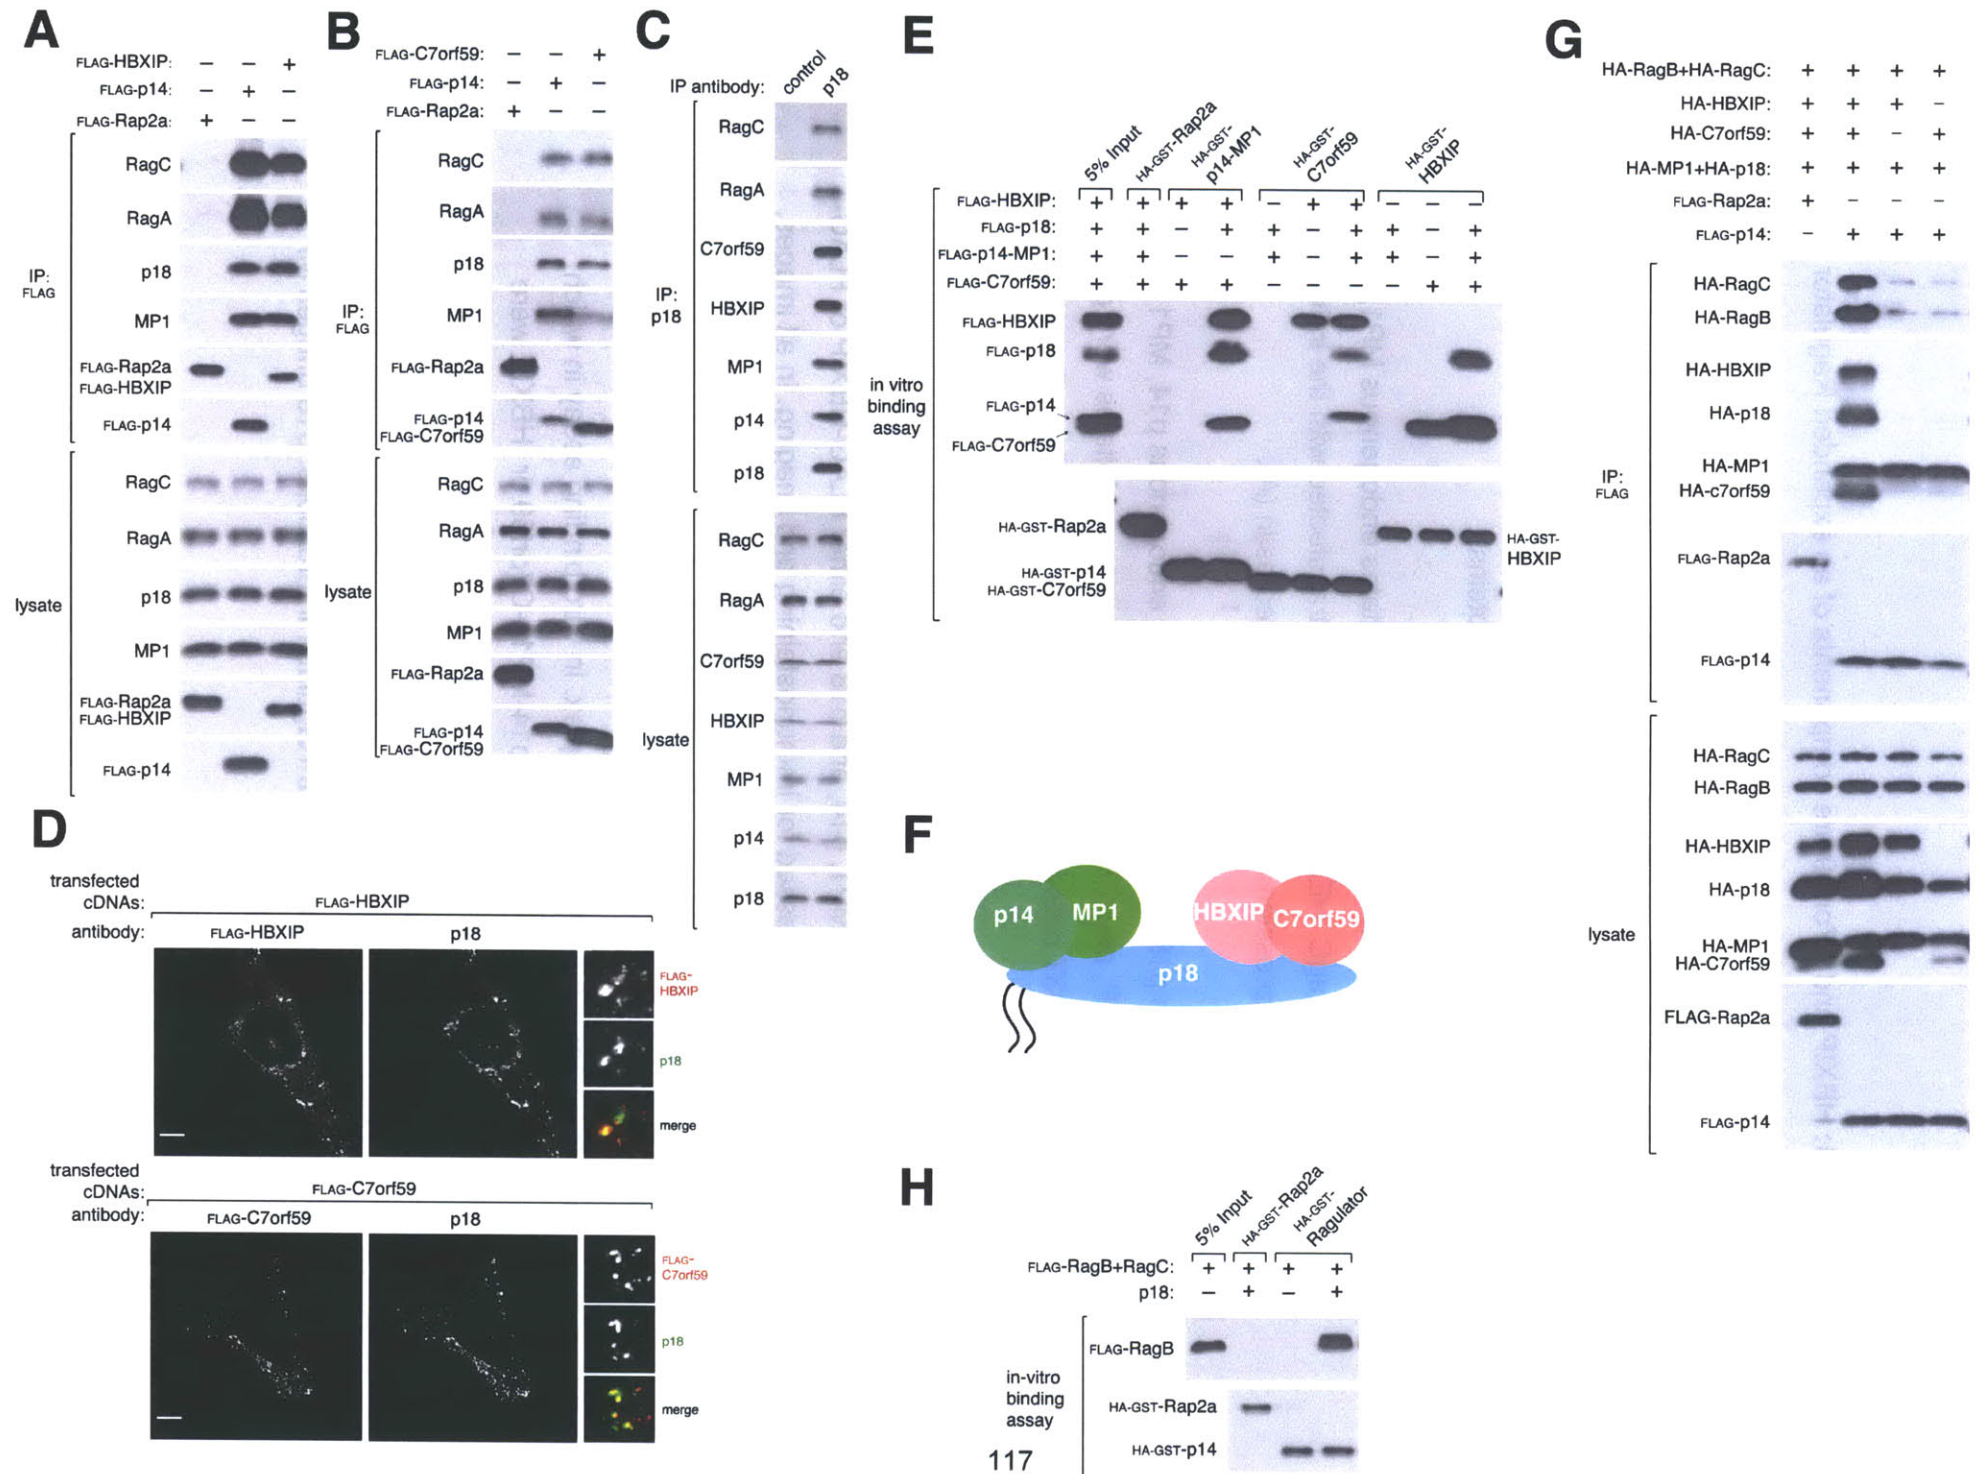 A
FLAG-HBXIP: – – +
FLAG-p14: – + –
FLAG-Rap2a: + – –
IP:
FLAG
RagC
RagA
p18
MP1
FLAG-Rap2a
FLAG-HBXIP
FLAG-p14
lysate
RagC
RagA
p18
MP1
FLAG-Rap2a
FLAG-HBXIP
FLAG-p14
B
FLAG-C7orf59: – – +
FLAG-p14: – + –
FLAG-Rap2a: + – –
IP:
FLAG
RagC
RagA
p18
MP1
FLAG-Rap2a
FLAG-p14
FLAG-C7orf59
lysate
RagC
RagA
p18
MP1
FLAG-Rap2a
FLAG-p14
FLAG-C7orf59
C
IP antibody: control p18
IP:
p18
RagC
RagA
C7orf59
HBXIP
MP1
p14
p18
lysate
RagC
RagA
C7orf59
HBXIP
MP1
p14
p18
D
transfected
cDNAs:
FLAG-HBXIP
antibody: FLAG-HBXIP p18
FLAG-
HBXIP
p18
merge
transfected
cDNAs:
FLAG-C7orf59
antibody: FLAG-C7orf59 p18
FLAG-
C7orf59
p18
merge
E
5% Input
HA-GST-Rap2a
HA-GST-
p14-MP1
HA-GST-
C7orf59
HA-GST-
HBXIP
FLAG-HBXIP: + + + + – + + – – –
FLAG-p18: + + – + + – + + – +
FLAG-p14-MP1: + + – – + – + + – +
FLAG-C7orf59: + + + + – – – – + +
in vitro
binding
assay
FLAG-HBXIP
FLAG-p18
FLAG-p14
FLAG-C7orf59
HA-GST-Rap2a
HA-GST-p14
HA-GST-C7orf59
HA-GST-
HBXIP
F
p14 MP1 HBXIP C7orf59
p18
G
HA-RagB+HA-RagC: + + + +
HA-HBXIP: + + + –
HA-C7orf59: + + – +
HA-MP1+HA-p18: + + + +
FLAG-Rap2a: + – – –
FLAG-p14: – + + +
IP:
FLAG
HA-RagC
HA-RagB
HA-HBXIP
HA-p18
HA-MP1
HA-c7orf59
FLAG-Rap2a
FLAG-p14
lysate
HA-RagC
HA-RagB
HA-HBXIP
HA-p18
HA-MP1
HA-C7orf59
FLAG-Rap2a
FLAG-p14
H
5% Input
HA-GST-Rap2a
HA-GST-
Ragulator
FLAG-RagB+RagC: + + + +
p18: – + – +
in-vitro
binding
assay
FLAG-RagB
HA-GST-Rap2a
HA-GST-p14
117